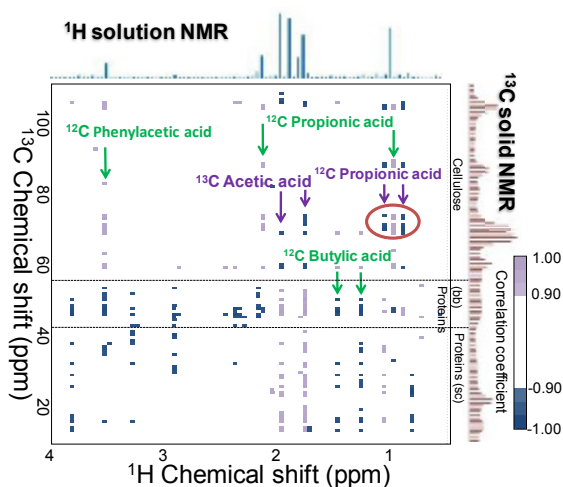 ¹H solution NMR
¹³C solid NMR
¹²C Phenylacetic acid
¹²C Propionic acid
¹³C Acetic acid
¹²C Propionic acid
¹²C Butylic acid
Cellulose
Proteins
(bb)
Proteins (sc)
100
80
60
40
20
¹³C Chemical shift (ppm)
4
3
2
1
¹H Chemical shift (ppm)
1.00
0.90
-0.90
-1.00
Correlation coefficient